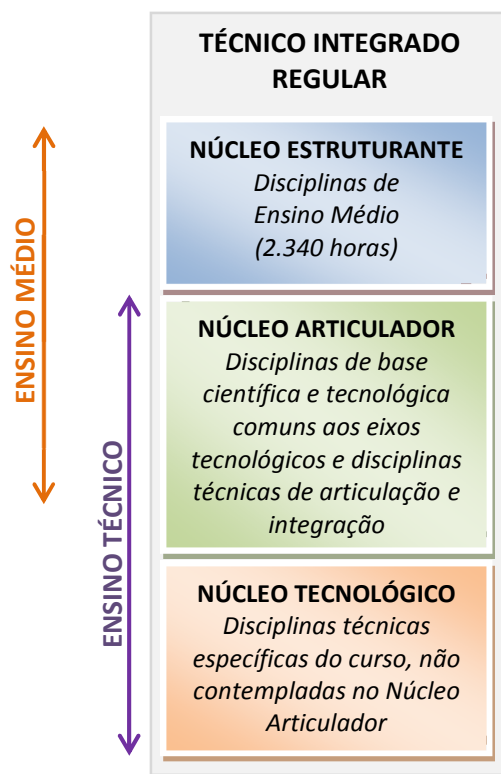 TÉCNICO INTEGRADO
REGULAR
NÚCLEO ESTRUTURANTE
Disciplinas de
Ensino Médio
(2.340 horas)
NÚCLEO ARTICULADOR
Disciplinas de base
científica e tecnológica
comuns aos eixos
tecnológicos e disciplinas
técnicas de articulação e
integração
NÚCLEO TECNOLÓGICO
Disciplinas técnicas
específicas do curso, não
contempladas no Núcleo
Articulador
ENSINO MÉDIO
ENSINO TÉCNICO